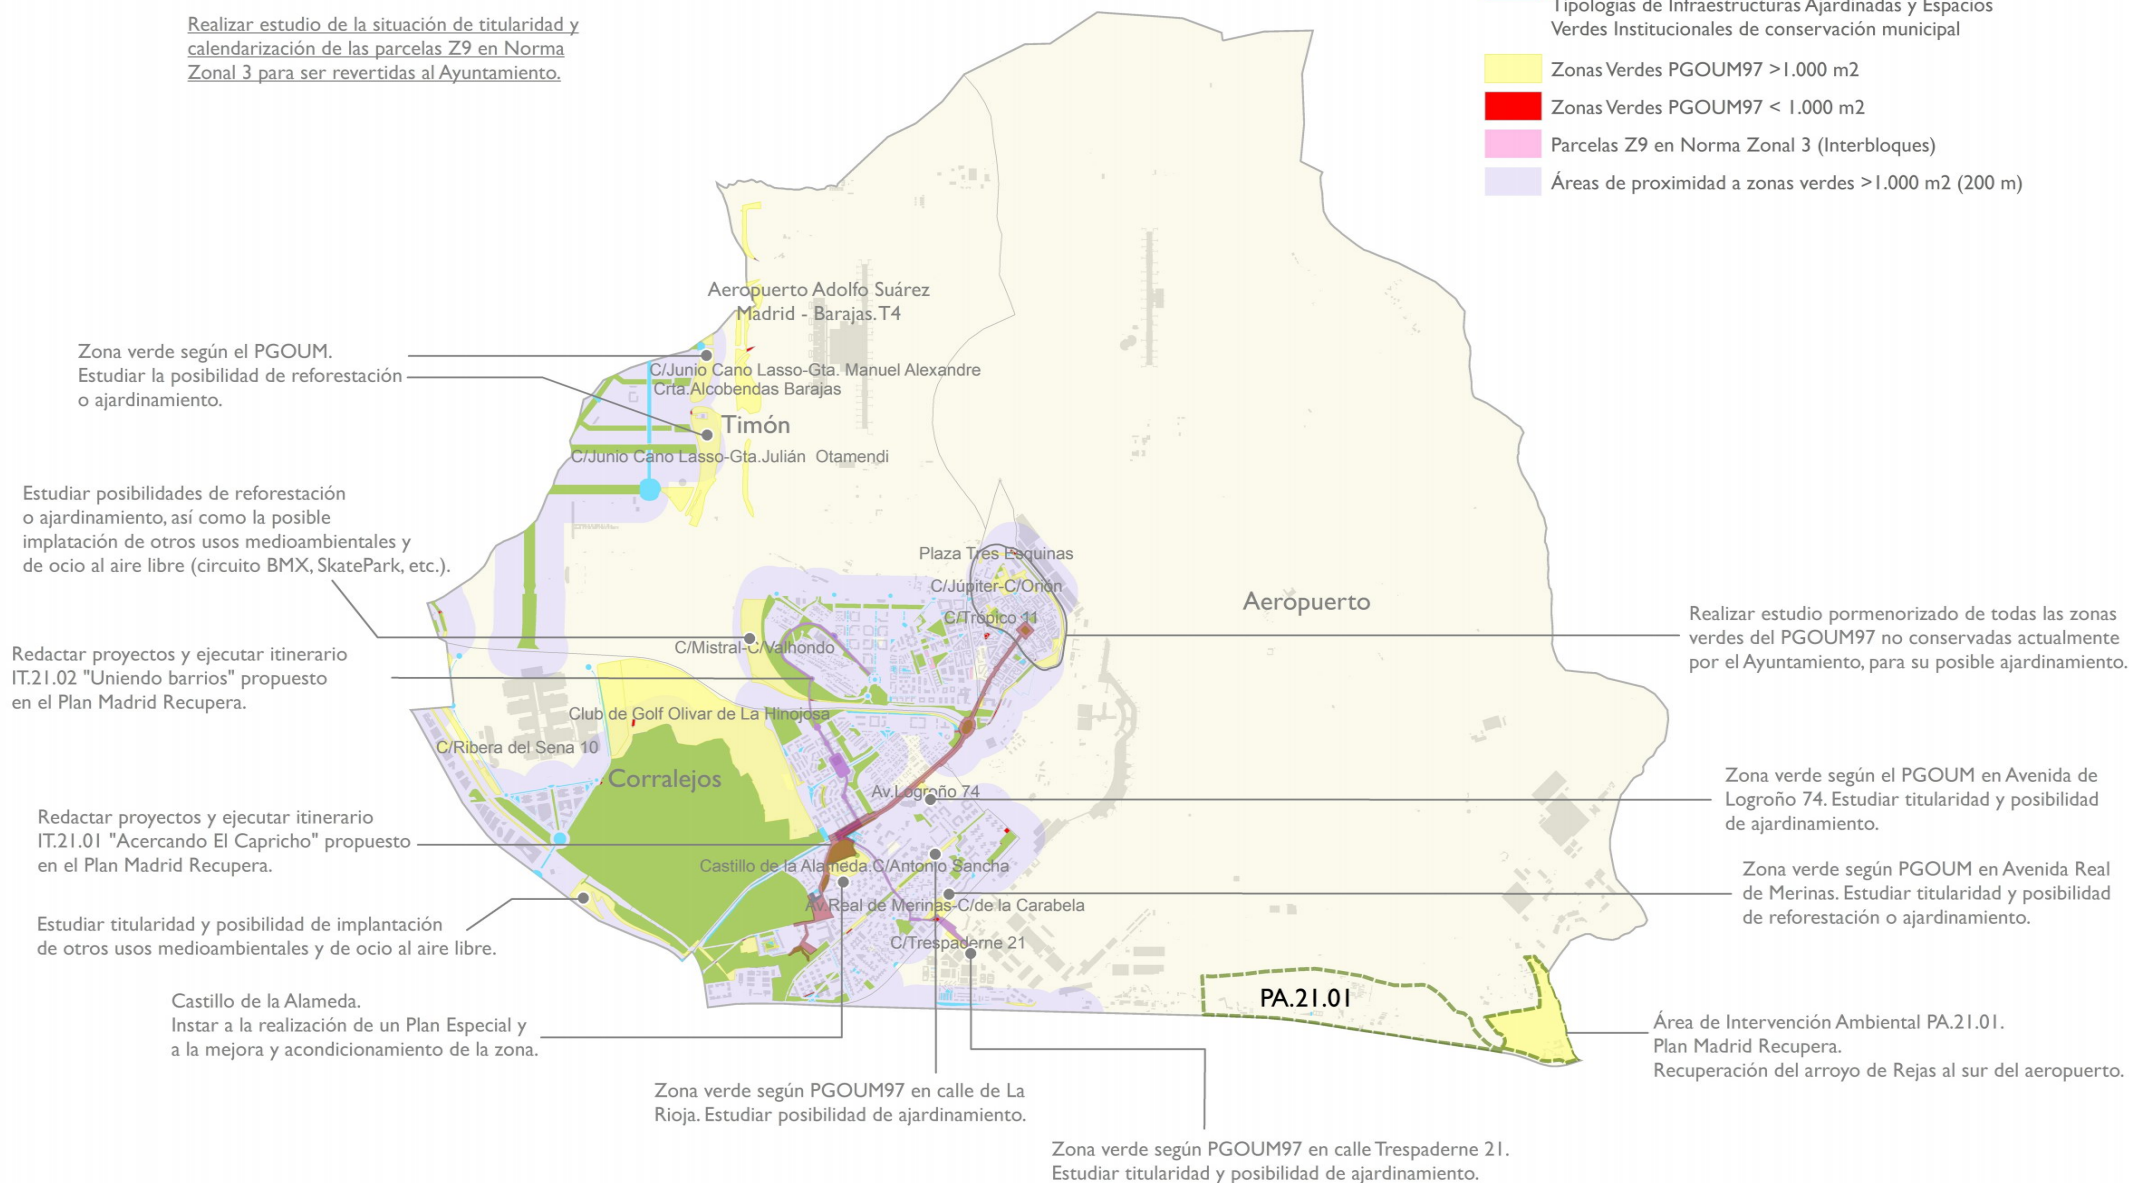 Realizar estudio de la situación de titularidad y
calendarización de las parcelas Z9 en Norma
Zonal 3 para ser revertidas al Ayuntamiento.
Tipologías de Infraestructuras Ajardinadas y Espacios
Verdes Institucionales de conservación municipal
Zonas Verdes PGOUM97 >1.000 m2
Zonas Verdes PGOUM97 < 1.000 m2
Parcelas Z9 en Norma Zonal 3 (Interbloques)
Áreas de proximidad a zonas verdes >1.000 m2 (200 m)
Aeropuerto Adolfo Suárez
Madrid - Barajas. T4
Zona verde según el PGOUM.
Estudiar la posibilidad de reforestación
o ajardinamiento.
C/Junio Cano Lasso-Gta. Manuel Alexandre
Crta.Alcobendas Barajas
Timón
C/Junio Cano Lasso-Gta.Julián Otamendi
Estudiar posibilidades de reforestación
o ajardinamiento, así como la posible
implatación de otros usos medioambientales y
de ocio al aire libre (circuito BMX, SkatePark, etc.).
Plaza Tres Esquinas
C/Júpiter-C/Orión
C/Trópico 11
Aeropuerto
Realizar estudio pormenorizado de todas las zonas
verdes del PGOUM97 no conservadas actualmente
por el Ayuntamiento, para su posible ajardinamiento.
C/Mistral-C/Valhondo
Redactar proyectos y ejecutar itinerario
IT.21.02 "Uniendo barrios" propuesto
en el Plan Madrid Recupera.
Club de Golf Olivar de La Hinojosa
C/Ribera del Sena 10
Corralejos
Av.Logroño 74
Zona verde según el PGOUM en Avenida de
Logroño 74. Estudiar titularidad y posibilidad
de ajardinamiento.
Redactar proyectos y ejecutar itinerario
IT.21.01 "Acercando El Capricho" propuesto
en el Plan Madrid Recupera.
Castillo de la Alameda
C/Antonio Sancha
Zona verde según PGOUM en Avenida Real
de Merinas. Estudiar titularidad y posibilidad
de reforestación o ajardinamiento.
Av.Real de Merinas-C/de la Carabela
Estudiar titularidad y posibilidad de implantación
de otros usos medioambientales y de ocio al aire libre.
C/Trespaderne 21
Castillo de la Alameda.
Instar a la realización de un Plan Especial y
a la mejora y acondicionamiento de la zona.
PA.21.01
Área de Intervención Ambiental PA.21.01.
Plan Madrid Recupera.
Recuperación del arroyo de Rejas al sur del aeropuerto.
Zona verde según PGOUM97 en calle de La
Rioja. Estudiar posibilidad de ajardinamiento.
Zona verde según PGOUM97 en calle Trespaderne 21.
Estudiar titularidad y posibilidad de ajardinamiento.